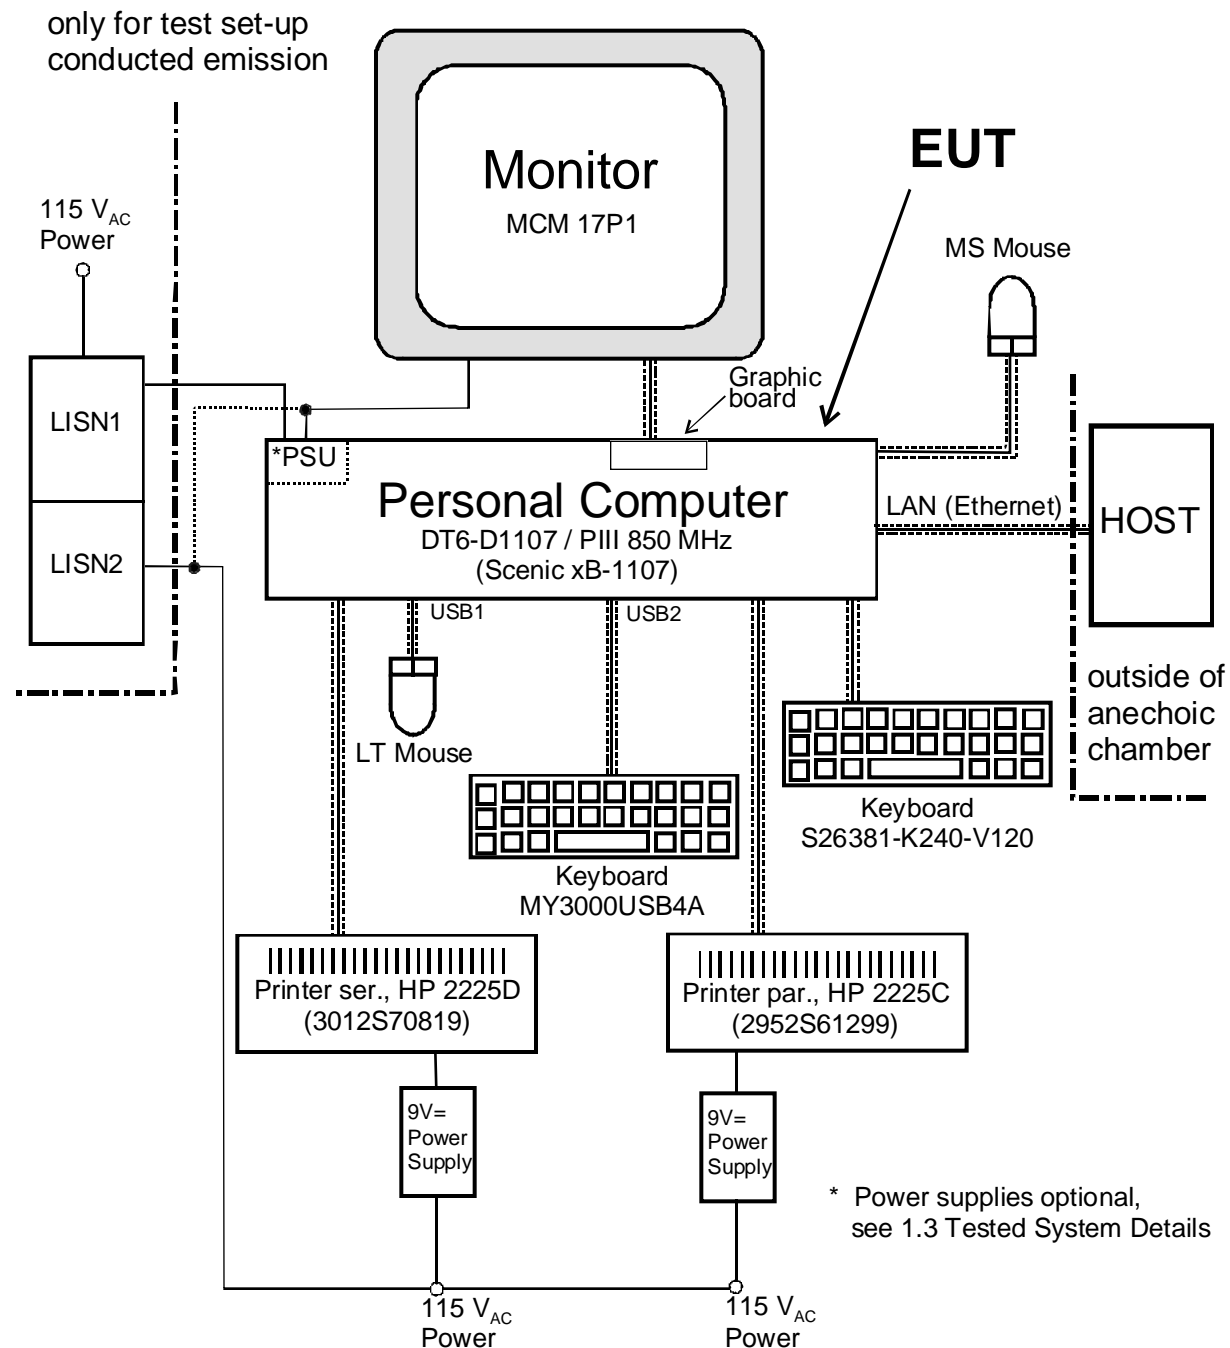 only for test set-up
conducted emission
Monitor
MCM 17P1
EUT
115 VAC
Power
MS Mouse
Graphic
board
LISN1
*PSU
Personal Computer
DT6-D1107 / PIII 850 MHz
(Scenic xB-1107)
LAN (Ethernet)
HOST
LISN2
USB1
USB2
outside of
anechoic
chamber
LT Mouse
Keyboard
S26381-K240-V120
Keyboard
MY3000USB4A
Printer ser., HP 2225D
(3012S70819)
Printer par., HP 2225C
(2952S61299)
9V=
Power
Supply
9V=
Power
Supply
* Power supplies optional,
see 1.3 Tested System Details
115 VAC
Power
115 VAC
Power